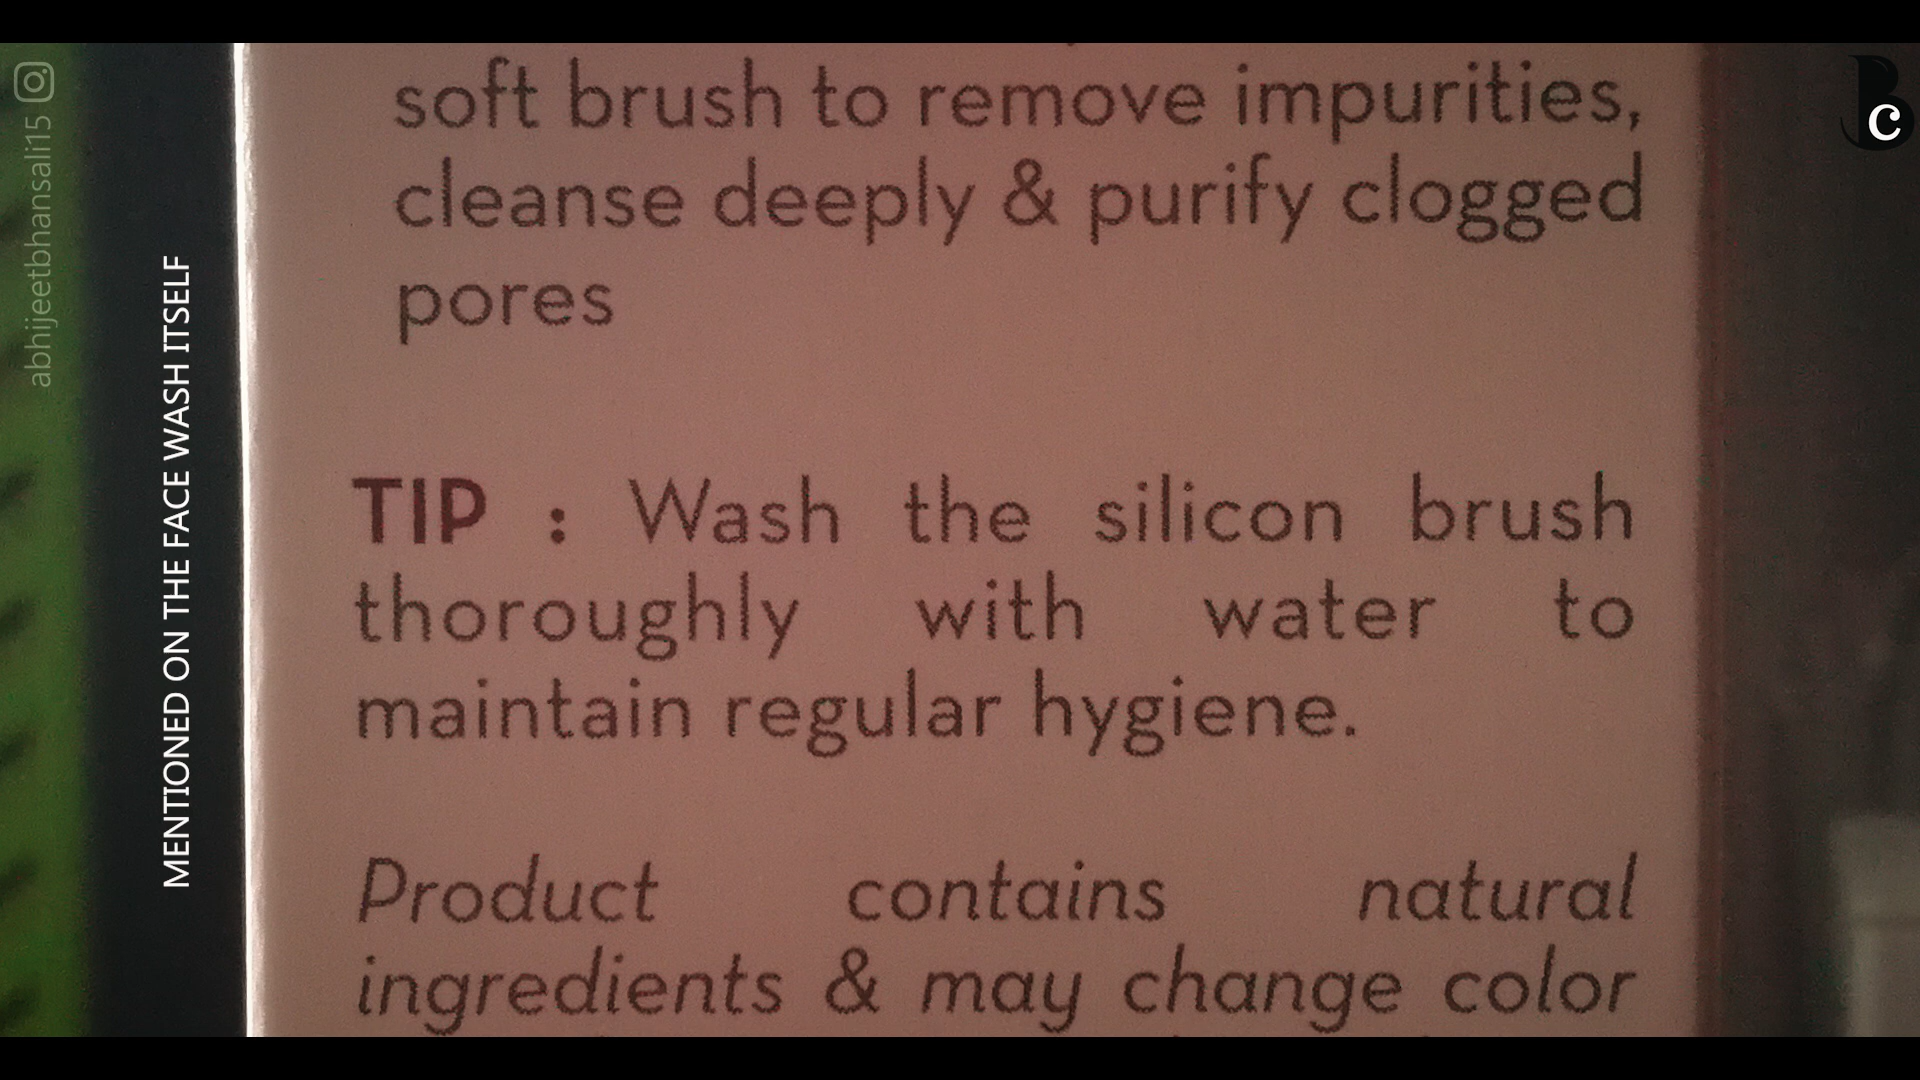 abhijeetbhansali15
MENTIONED ON THE FACE WASH ITSELF
soft brush to remove impurities,
cleanse deeply & purify clogged
pores
TIP : Wash the silicon brush
thoroughly with water to
maintain regular hygiene.
Product contains natural
ingredients & may change color
Bc